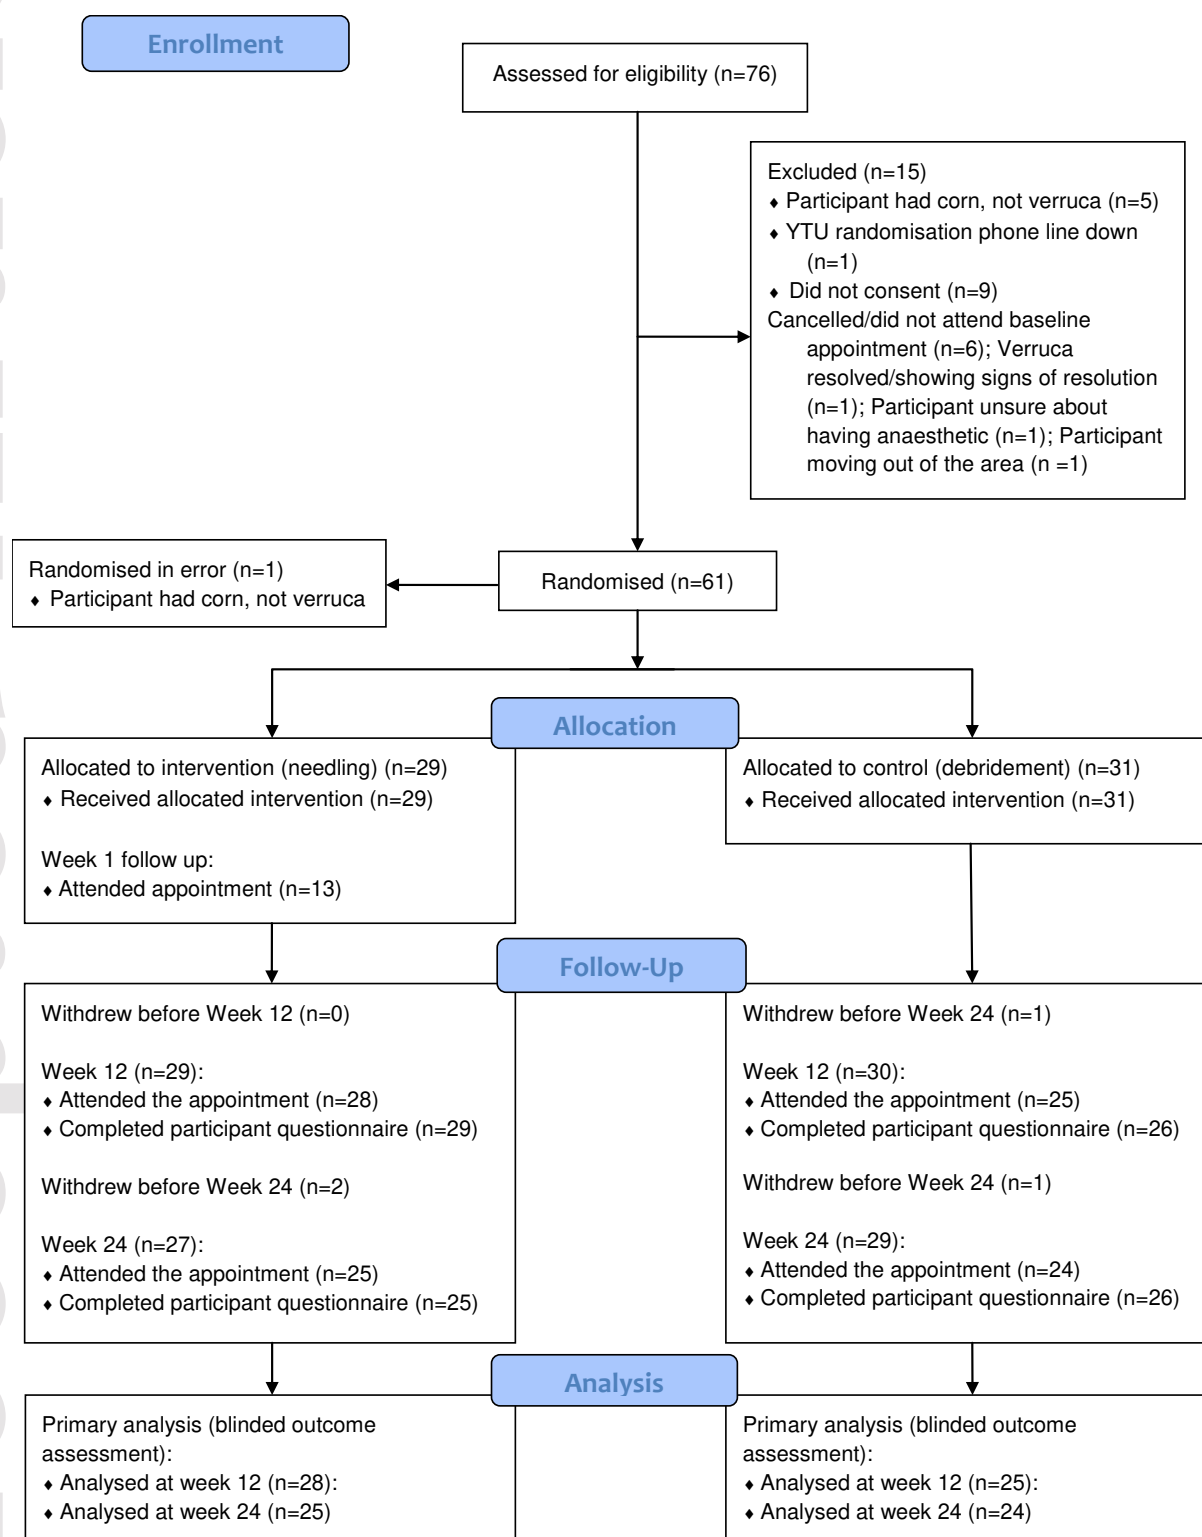 Enrollment
Assessed for eligibility (n=76)
Excluded (n=15)
♦ Participant had corn, not verruca (n=5)
♦ YTU randomisation phone line down
(n=1)
♦ Did not consent (n=9)
Cancelled/did not attend baseline
appointment (n=6); Verruca
resolved/showing signs of resolution
(n=1); Participant unsure about
having anaesthetic (n=1); Participant
moving out of the area (n =1)
Randomised in error (n=1)
♦ Participant had corn, not verruca
Randomised (n=61)
Allocation
Allocated to intervention (needling) (n=29)
♦ Received allocated intervention (n=29)
Week 1 follow up:
♦ Attended appointment (n=13)
Allocated to control (debridement) (n=31)
♦ Received allocated intervention (n=31)
Follow-Up
Withdrew before Week 12 (n=0)
Week 12 (n=29):
♦ Attended the appointment (n=28)
♦ Completed participant questionnaire (n=29)
Withdrew before Week 24 (n=2)
Week 24 (n=27):
♦ Attended the appointment (n=25)
♦ Completed participant questionnaire (n=25)
Withdrew before Week 24 (n=1)
Week 12 (n=30):
♦ Attended the appointment (n=25)
♦ Completed participant questionnaire (n=26)
Withdrew before Week 24 (n=1)
Week 24 (n=29):
♦ Attended the appointment (n=24)
♦ Completed participant questionnaire (n=26)
Analysis
Primary analysis (blinded outcome
assessment):
♦ Analysed at week 12 (n=28):
♦ Analysed at week 24 (n=25)
Primary analysis (blinded outcome
assessment):
♦ Analysed at week 12 (n=25):
♦ Analysed at week 24 (n=24)